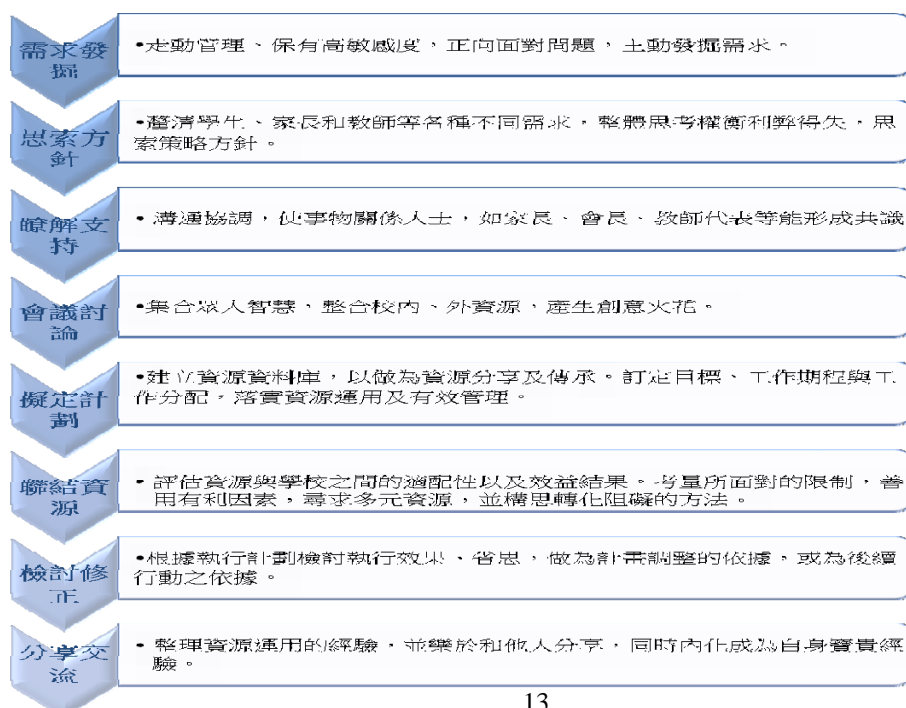 需求發
掘
•走動管理、保有高敏感度，正向面對問題，主動發掘需求。
思索方
針
•釐清學生、家長和教師等各種不同需求，整體思考權衡利弊得失，思
索策略方針。
瞭解支
持
• 溝通協調，使事物關係人士，如家長、會長、教師代表等能形成共識
會議討
論
•集合眾人智慧，整合校內、外資源，產生創意火花。
擬定計
劃
•建立資源資料庫，以做為資源分享及傳承。訂定目標、工作期程與工
作分配，落實資源運用及有效管理。
聯結資
源
• 評估資源與學校之間的適配性以及效益結果。考量所面對的限制，善
用有利因素，尋求多元資源，並構思轉化阻礙的方法。
檢討修
正
•根據執行計劃檢討執行效果、省思，做為計畫調整的依據，或為後續
行動之依據。
分享交
流
• 整理資源運用的經驗，並樂於和他人分享，同時內化成為自身寶貴經
驗。
13